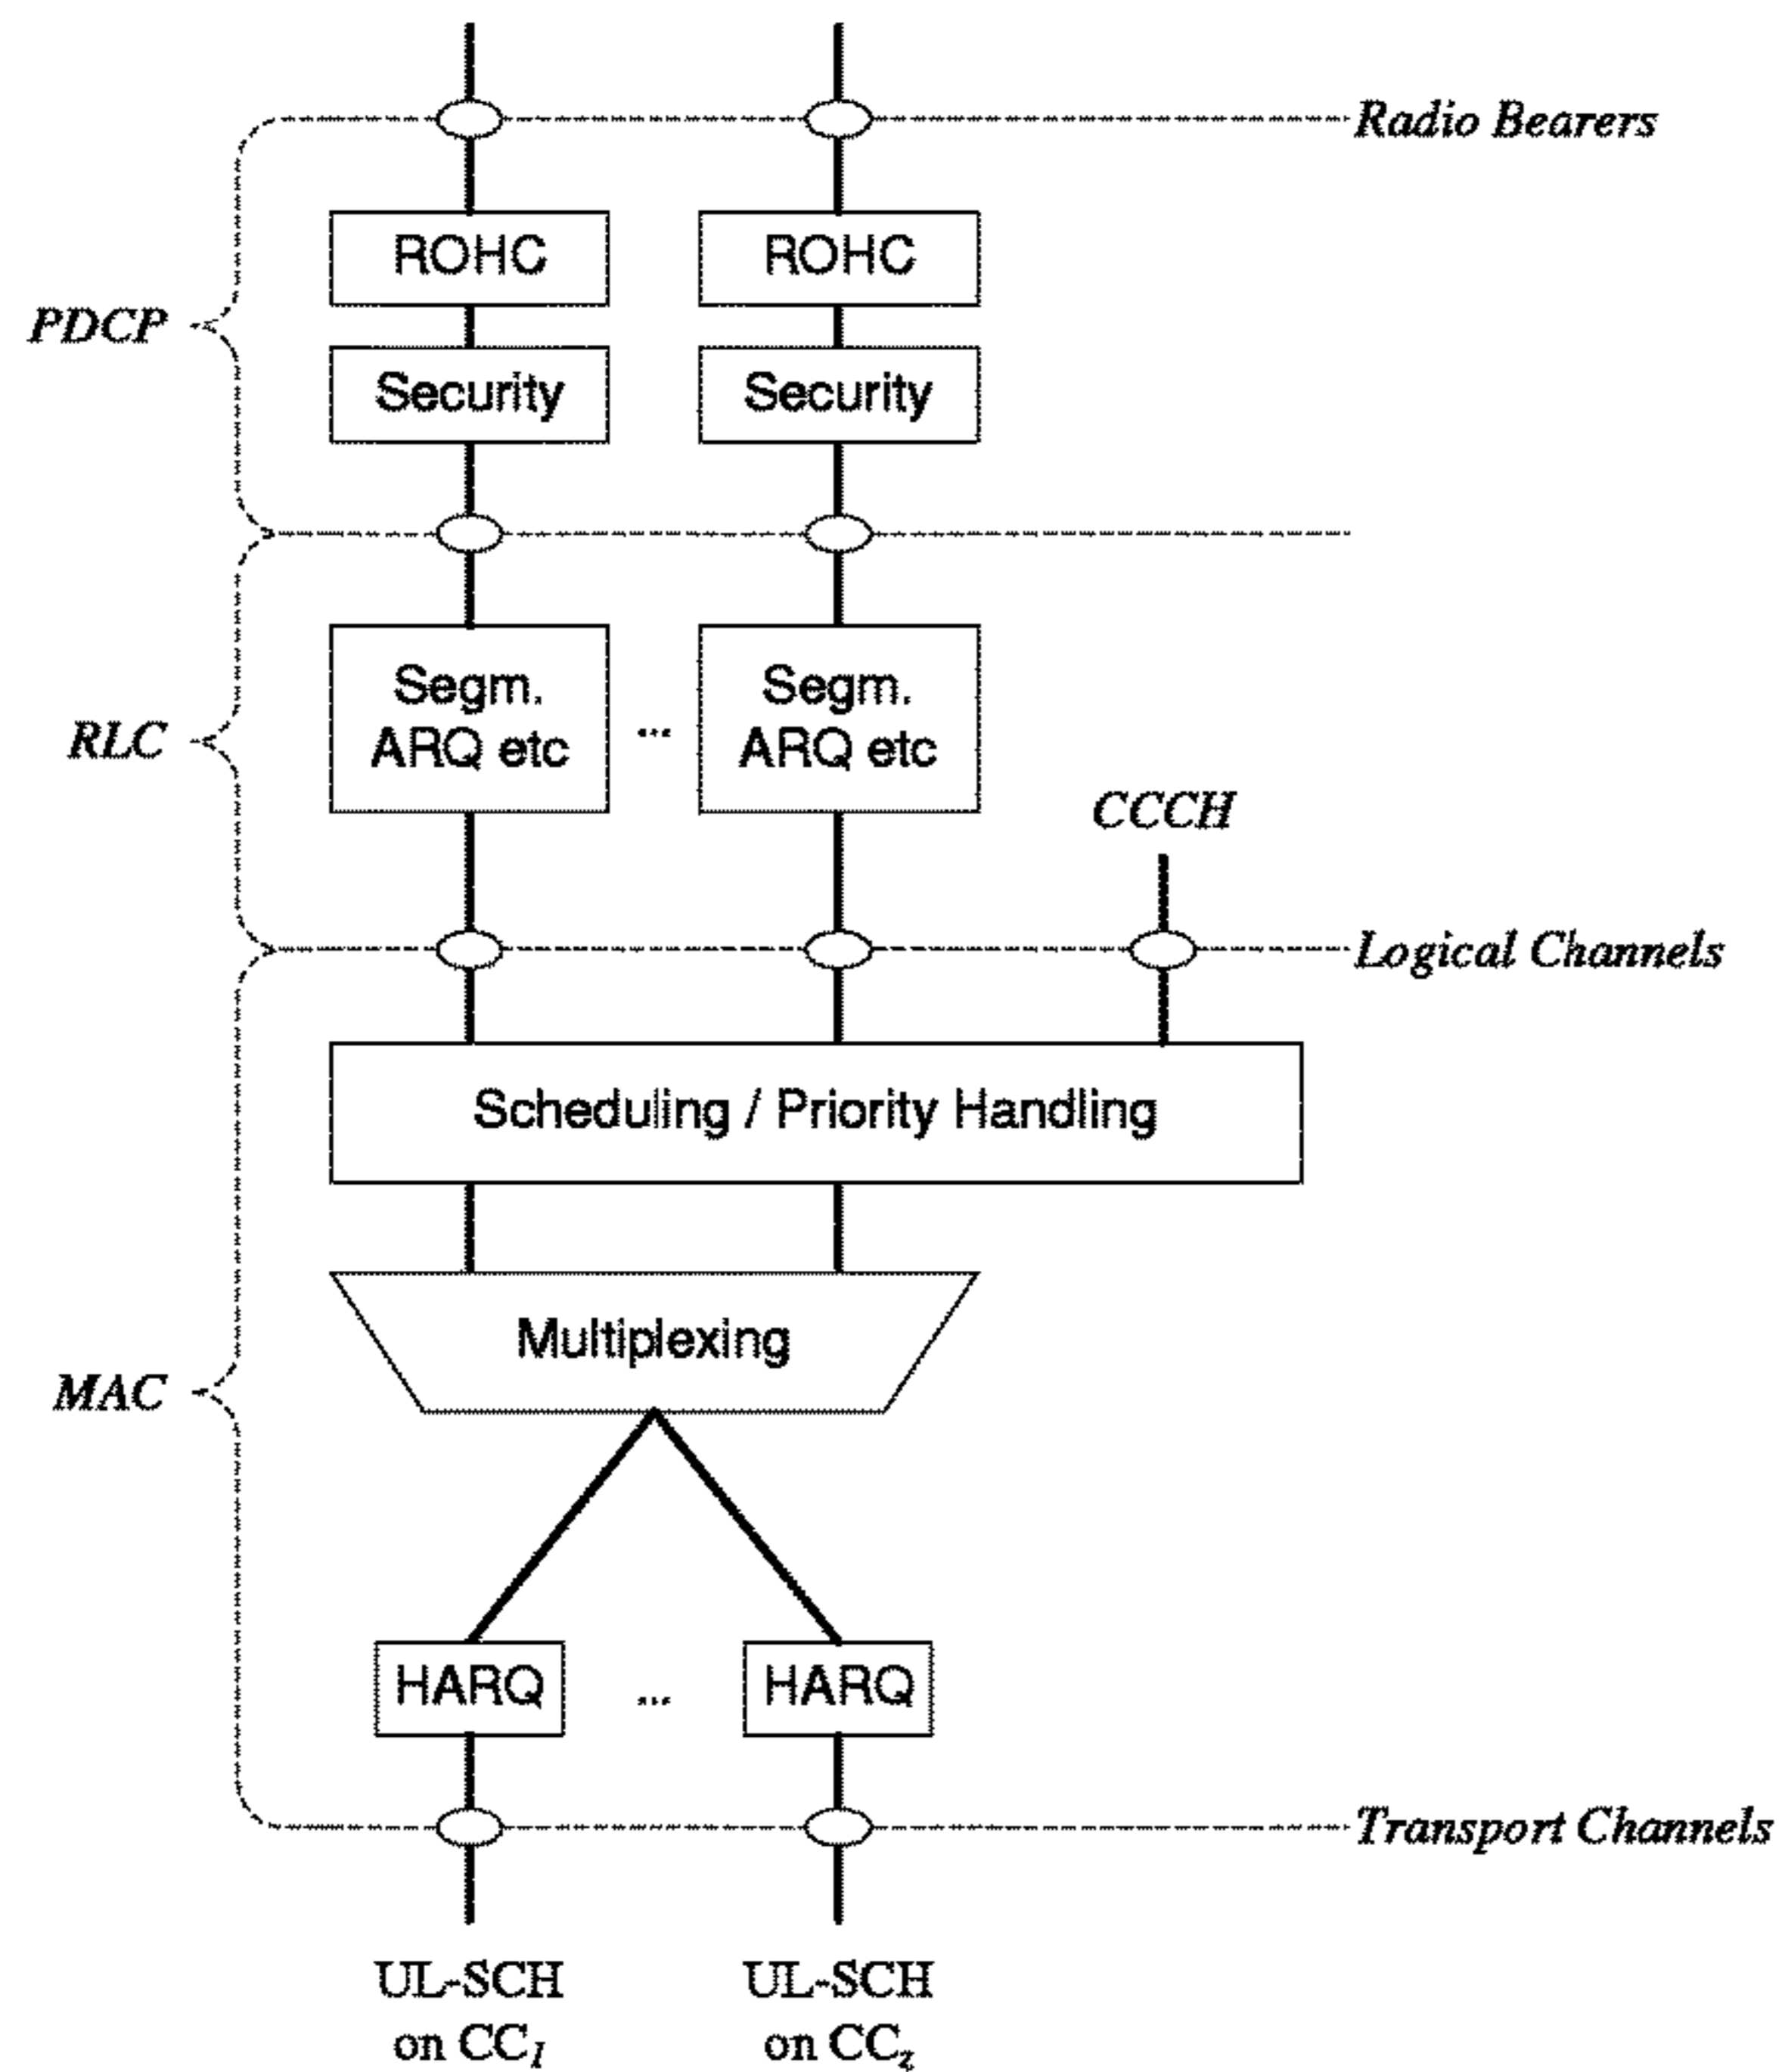 Radio Bearers
ROHC ROHC
PDCP
Security Security
Segm. Segm.
ARQ etc ... ARQ etc
RLC
CCCH
Logical Channels
Scheduling / Priority Handling
Multiplexing
MAC
HARQ ... HARQ
Transport Channels
UL-SCH UL-SCH
on CC1 on CCz